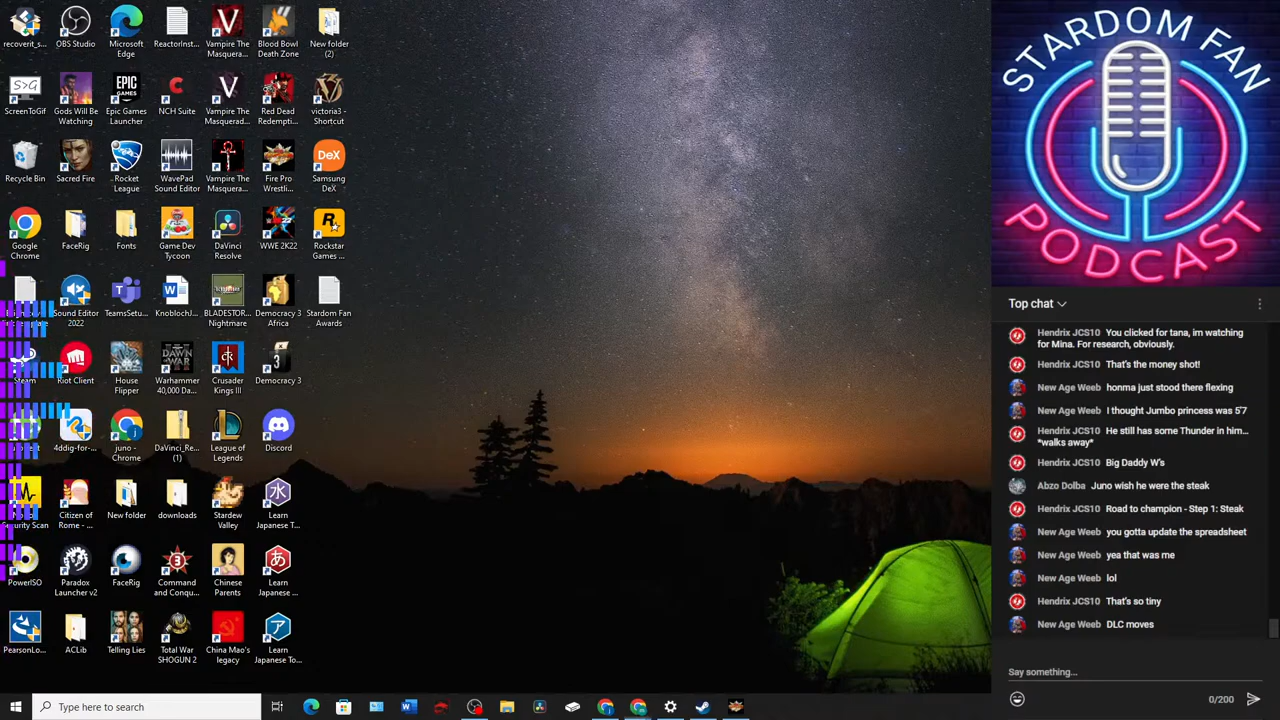 recoverit_s...
OBS Studio
Microsoft
Edge
ReactorInst...
Vampire The
Masquera...
Blood Bowl
Death Zone
New folder
(2)
S>G
ScreenToGif
Gods Will Be
Watching
EPIC
GAMES
Epic Games
Launcher
NCH Suite
Vampire The
Masquerad...
Red Dead
Redempt...
victoria3 -
Shortcut
Recycle Bin
Sacred Fire
Rocket
League
WavePad
Sound Editor
Vampire The
Masquera...
Fire Pro
Wrestli...
DeX
Samsung
DeX
Google
Chrome
FaceRig
Fonts
Game Dev
Tycoon
DaVinci
Resolve
WWE 2K22
Rockstar
Games ...
Sound Editor
2022
TeamsSetu...
KnoblochJ...
BLADESTOR...
Nightmare
Democracy 3
Africa
Stardom Fan
Awards
Steam
Riot Client
House
Flipper
Warhammer
40,000 Da...
Crusader
Kings III
Democracy 3
4ddig-for-...
juno -
Chrome
DaVinci_Re...
(1)
League of
Legends
Discord
Security Scan
Citizen of
Rome - ...
New folder
downloads
Stardew
Valley
水
Learn
Japanese T...
PowerISO
Paradox
Launcher v2
FaceRig
Command
and Conqu...
Chinese
Parents
あ
Learn
Japanese ...
PearsonLo...
ACLib
Telling Lies
Total War
SHOGUN 2
China Mao's
legacy
ア
Learn
Japanese To...
Type here to search
STARDOM FAN
PODCAST
Top chat
Hendrix JCS10 You clicked for tana, im watching
for Mina. For research, obviously.
Hendrix JCS10 That's the money shot!
New Age Weeb honma just stood there flexing
New Age Weeb I thought Jumbo princess was 5'7
Hendrix JCS10 He still has some Thunder in him...
*walks away*
Hendrix JCS10 Big Daddy W's
Abzo Dolba Juno wish he were the steak
Hendrix JCS10 Road to champion - Step 1: Steak
New Age Weeb you gotta update the spreadsheet
New Age Weeb yea that was me
New Age Weeb lol
Hendrix JCS10 That's so tiny
New Age Weeb DLC moves
Say something...
0/200